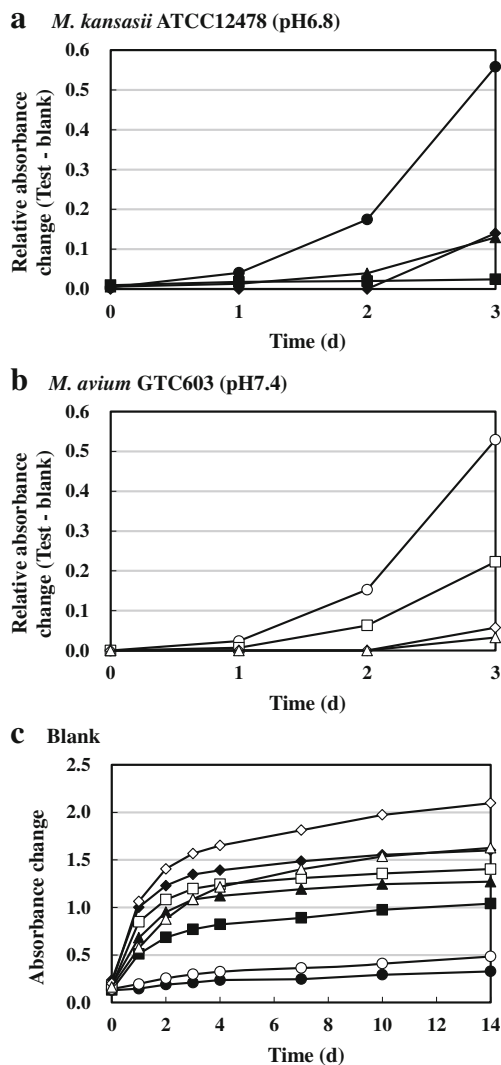 a M. kansasii ATCC12478 (pH6.8)
Relative absorbance
change (Test - blank)
0.6
0.5
0.4
0.3
0.2
0.1
0.0
0 1 2 3
Time (d)
b M. avium GTC603 (pH7.4)
Relative absorbance
change (Test - blank)
0.6
0.5
0.4
0.3
0.2
0.1
0.0
0 1 2 3
Time (d)
c Blank
Absorbance change
2.5
2.0
1.5
1.0
0.5
0.0
0 2 4 6 8 10 12 14
Time (d)